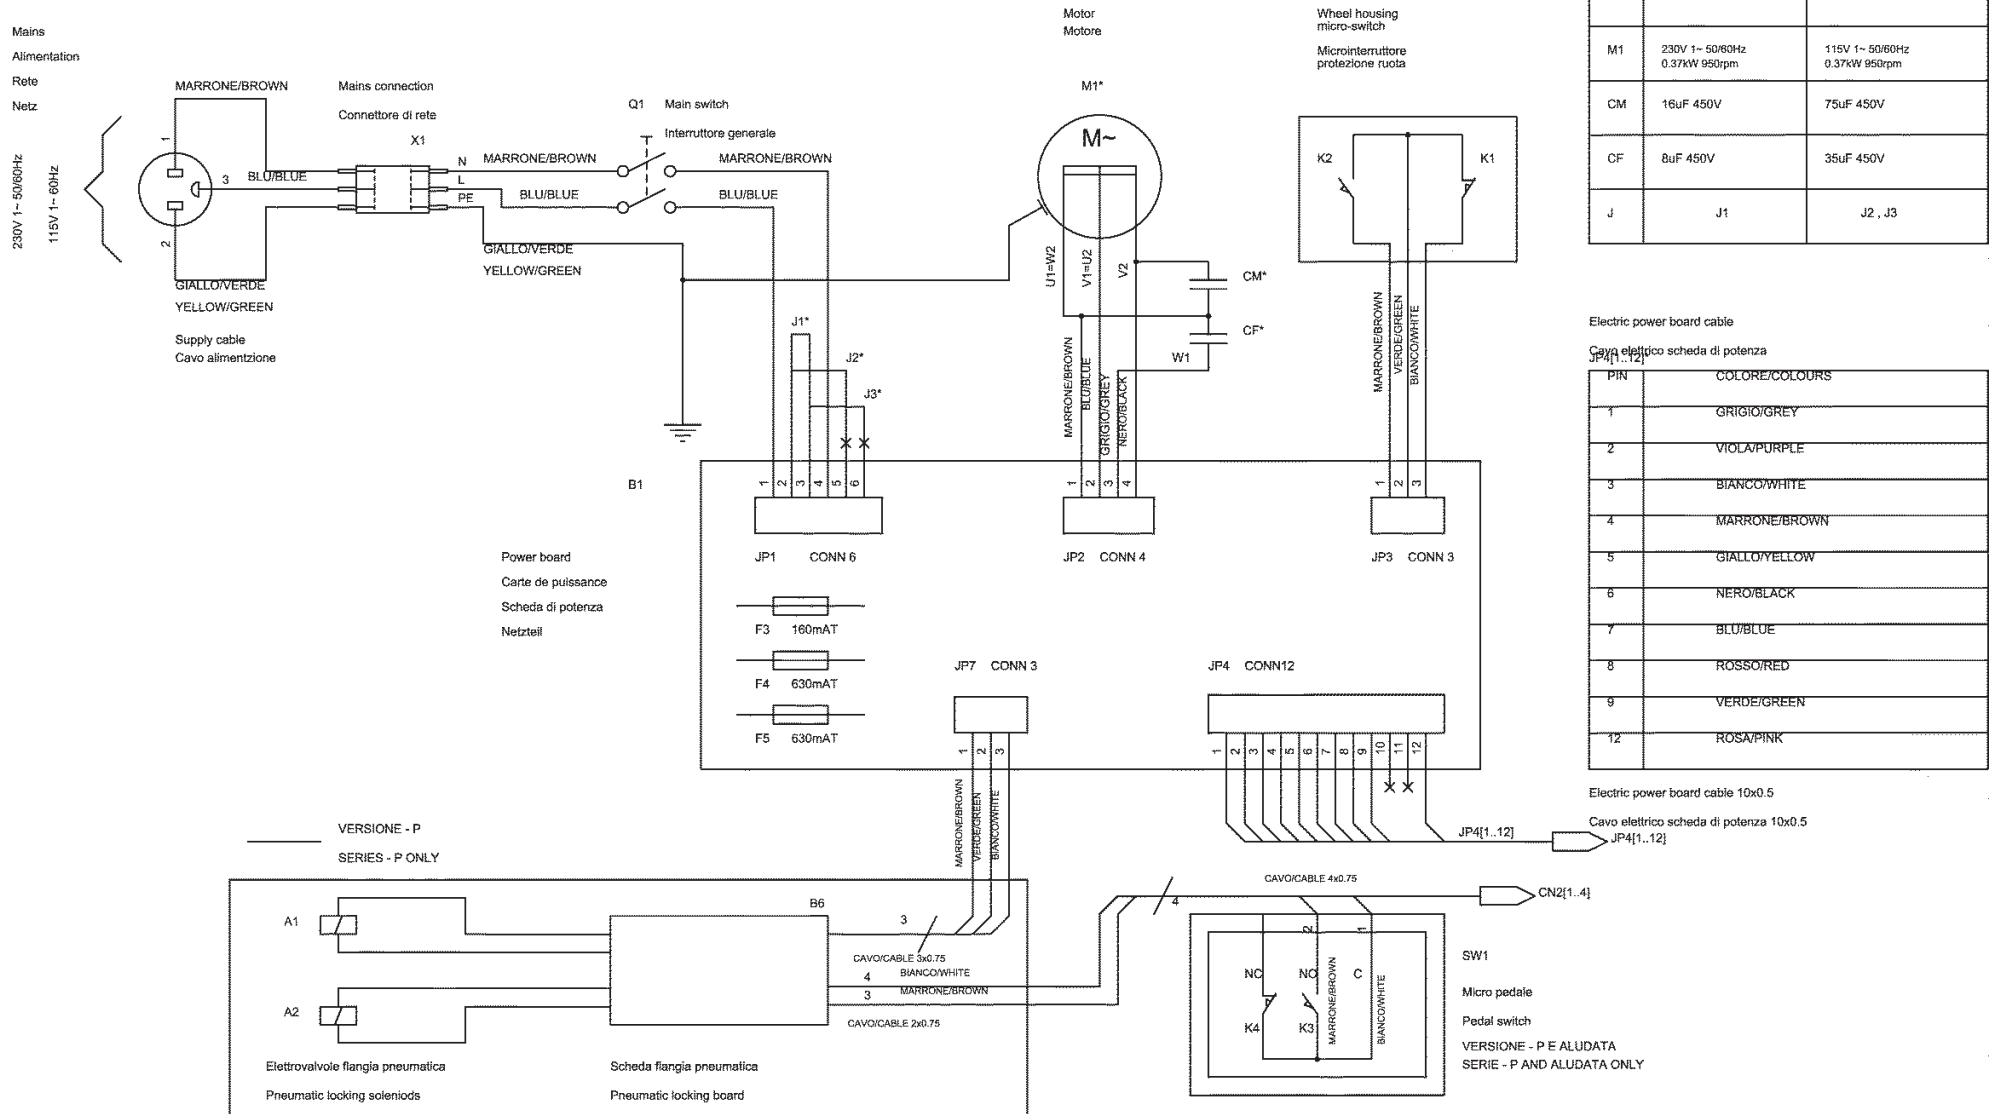 Mains
Alimentation
Rete
Netz
230V 1~ 50/60Hz
115V 1~ 60Hz
MARRONE/BROWN
1
3
2
BLU/BLUE
GIALLO/VERDE
YELLOW/GREEN
Supply cable
Cavo alimentzione
Mains connection
Connettore di rete
X1
N
L
PE
MARRONE/BROWN
BLU/BLUE
GIALLO/VERDE
YELLOW/GREEN
Q1 Main switch
Interruttore generale
MARRONE/BROWN
BLU/BLUE
J1*
J2*
J3*
Motor
Motore
M1*
M~
U1=W2
V1=U2
V2
CM*
CF*
W1
MARRONE/BROWN
BLU/BLUE
GRIGIO/GREY
NERO/BLACK
Wheel housing
micro-switch
Microinterruttore
protezione ruota
K2
K1
MARRONE/BROWN
VERDE/GREEN
BIANCO/WHITE
M1 230V 1~ 50/60Hz 115V 1~ 50/60Hz
0.37kW 950rpm 0.37kW 950rpm
CM 16uF 450V 75uF 450V
CF 8uF 450V 35uF 450V
J J1 J2 , J3
Electric power board cable
Cavo elettrico scheda di potenza
JP4[1..12]*
PIN COLORE/COLOURS
1 GRIGIO/GREY
2 VIOLA/PURPLE
3 BIANCO/WHITE
4 MARRONE/BROWN
5 GIALLO/YELLOW
6 NERO/BLACK
7 BLU/BLUE
8 ROSSO/RED
9 VERDE/GREEN
12 ROSA/PINK
Electric power board cable 10x0.5
Cavo elettrico scheda di potenza 10x0.5
B1
1 2 3 4 5 6
JP1 CONN 6
1 2 3 4
JP2 CONN 4
1 2 3
JP3 CONN 3
Power board
Carte de puissance
Scheda di potenza
Netzteil
F3 160mAT
F4 630mAT
F5 630mAT
JP7 CONN 3
1 2 3
JP4 CONN12
1 2 3 4 5 6 7 8 9 10 11 12
MARRONE/BROWN
VERDE/GREEN
BIANCO/WHITE
JP4[1..12]
JP4[1..12]
VERSIONE - P
SERIES - P ONLY
A1
A2
B6
3
CAVO/CABLE 3x0.75
4 BIANCO/WHITE
3 MARRONE/BROWN
CAVO/CABLE 2x0.75
Elettrovalvole flangia pneumatica
Pneumatic locking soleniods
Scheda flangia pneumatica
Pneumatic locking board
4
CAVO/CABLE 4x0.75
CN2[1..4]
2
1
NC
NO
C
K4
K3
MARRONE/BROWN
BIANCO/WHITE
SW1
Micro pedale
Pedal switch
VERSIONE - P E ALUDATA
SERIE - P AND ALUDATA ONLY